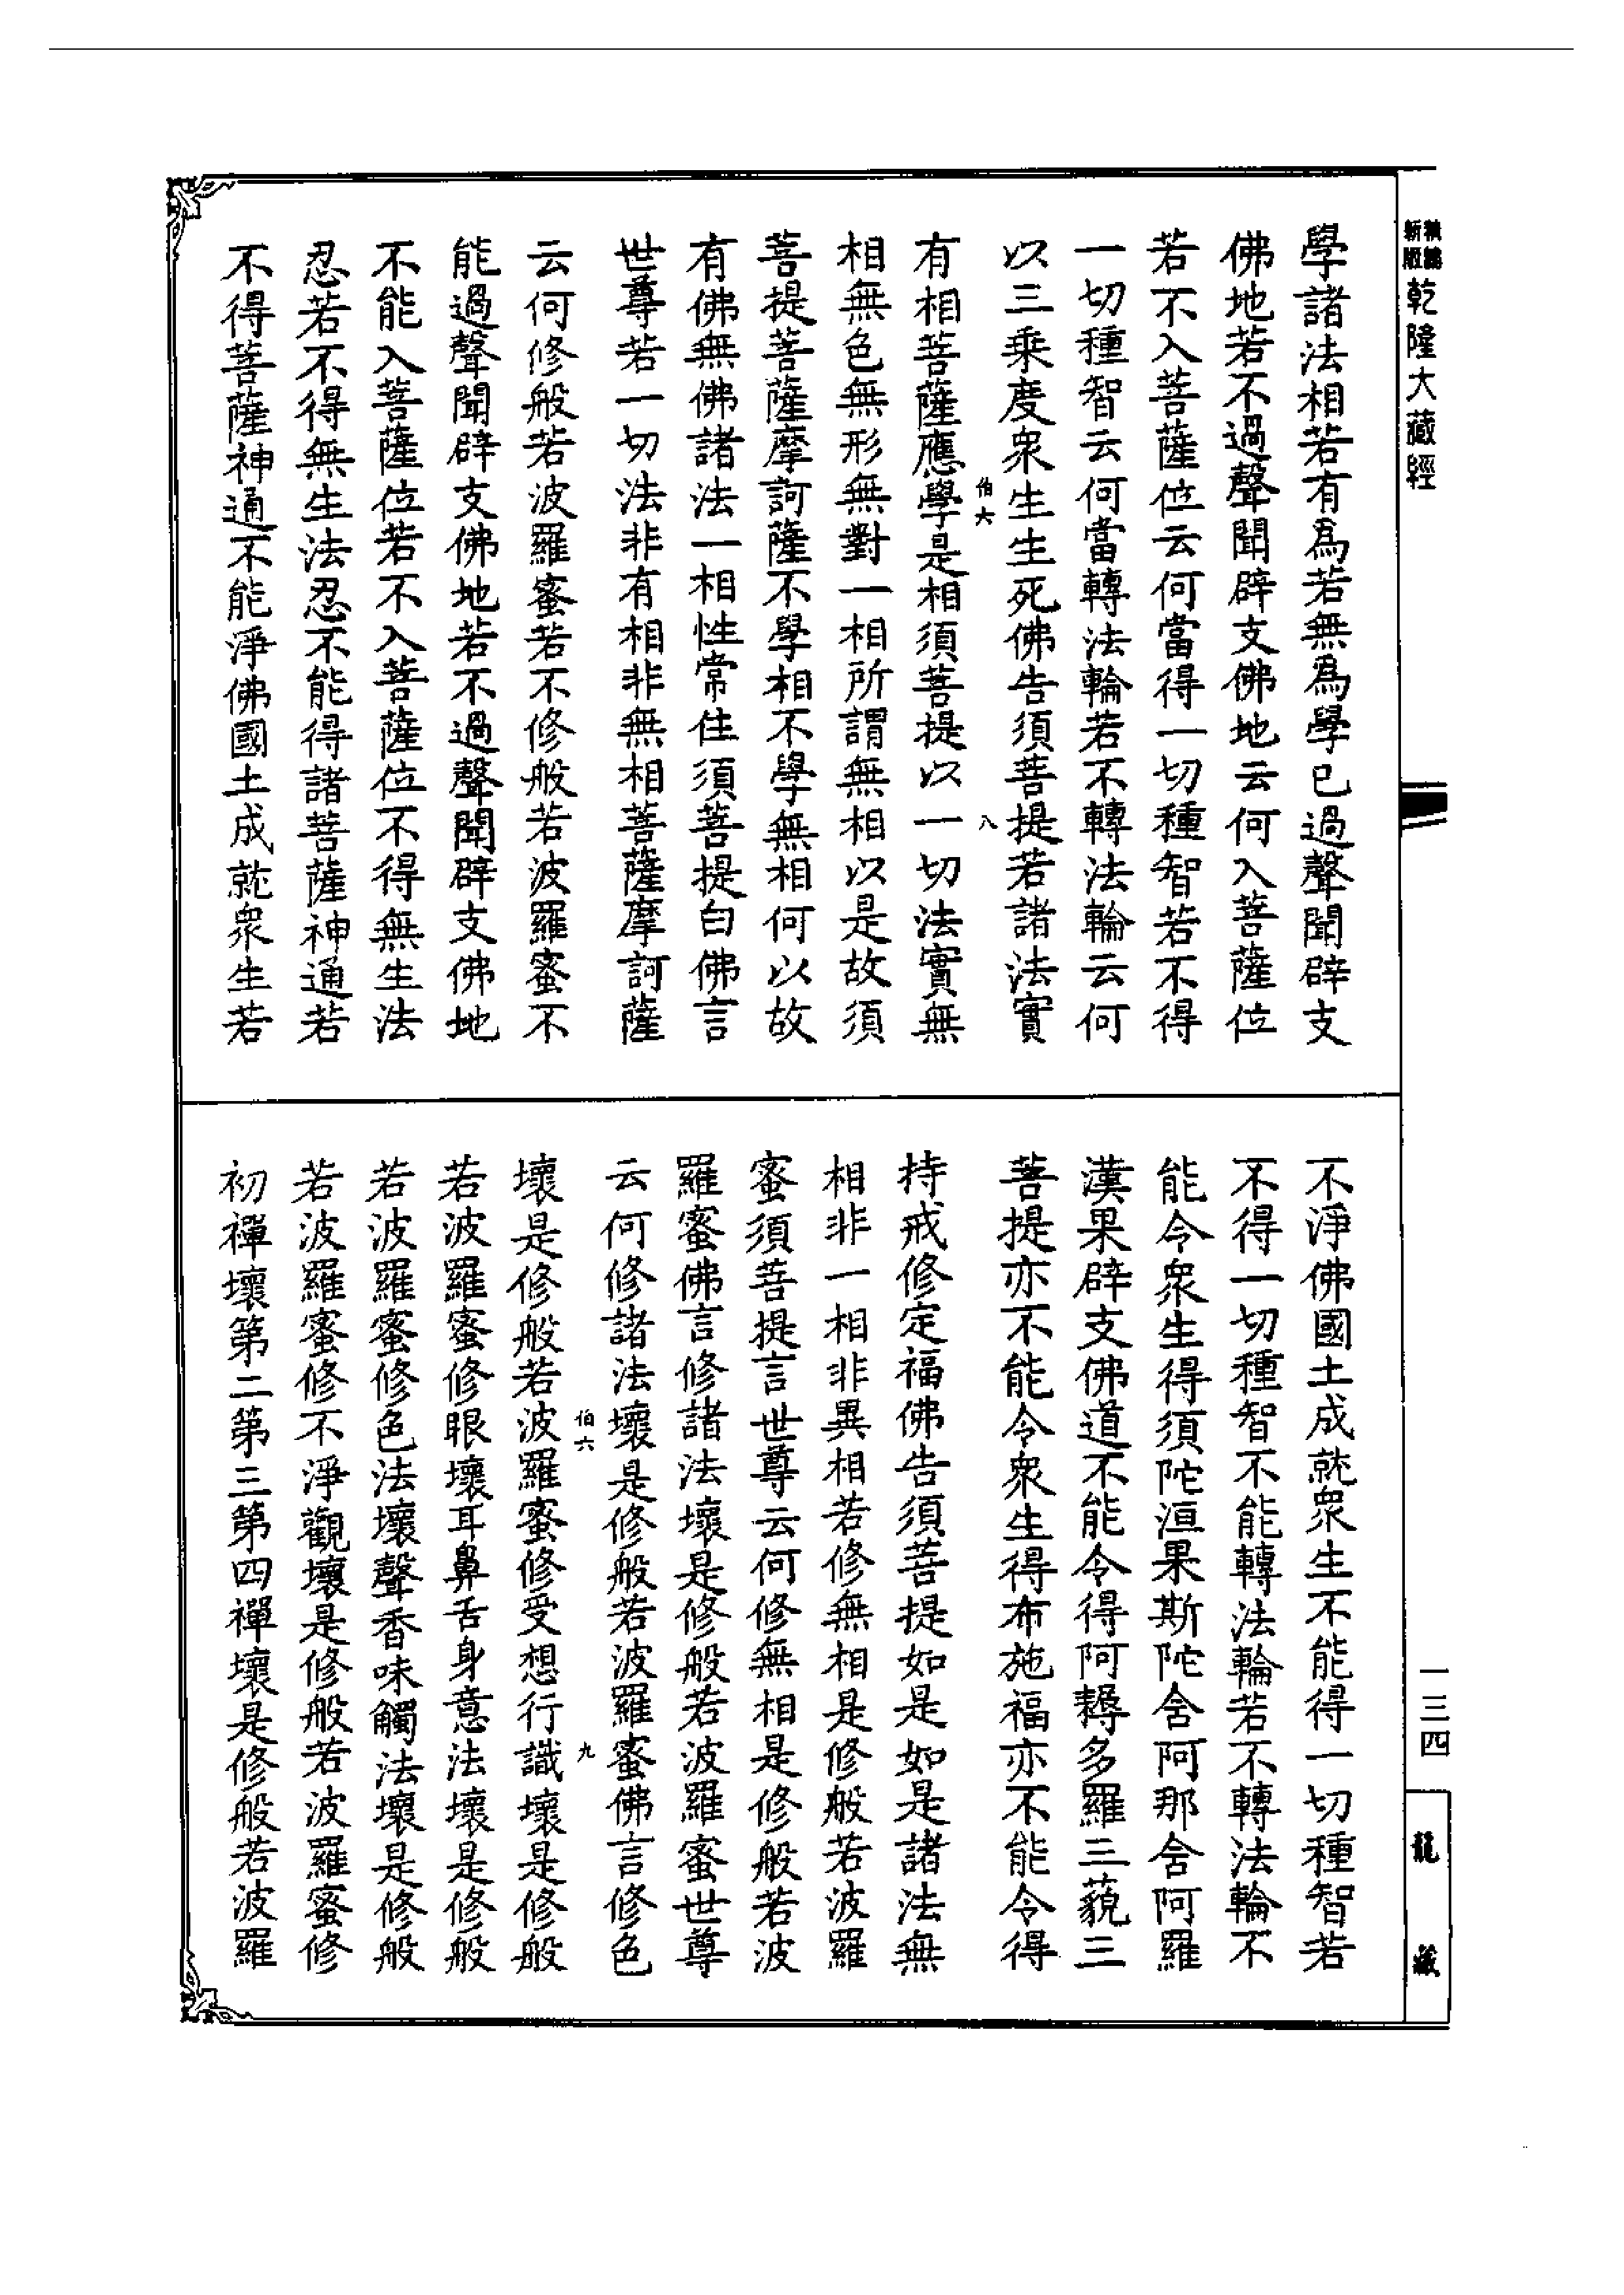 新版
精縮
乾隆大藏經
學諸法相若有為若無為學已過聲聞辟支
佛地若不過聲聞辟支佛地云何入菩薩位
若不入菩薩位云何當得一切種智若不得
一切種智云何當轉法輪若不轉法輪云何
以三乘度衆生生死佛告須菩提若諸法實
伯六
八
有相菩薩應學是相須菩提以一切法實無
相無色無形無對一相所謂無相以是故須
菩提菩薩摩訶薩不學相不學無相何以故
有佛無佛諸法一相性常住須菩提白佛言
世尊若一切法非有相非無相菩薩摩訶薩
云何修般若波羅蜜若不修般若波羅蜜不
能過聲聞辟支佛地若不過聲聞辟支佛地
不能入菩薩位若不入菩薩位不得無生法
忍若不得無生法忍不能得諸菩薩神通若
不得菩薩神通不能淨佛國土成就衆生若
不淨佛國土成就衆生不能得一切種智若
不得一切種智不能轉法輪若不轉法輪不
能令衆生得須陀洹果斯陀含阿那含阿羅
漢果辟支佛道不能令得阿耨多羅三藐三
菩提亦不能令衆生得布施福亦不能令得
持戒修定福佛告須菩提如是如是諸法無
相非一相非異相若修無相是修般若波羅
蜜須菩提言世尊云何修無相是修般若波
羅蜜佛言修諸法壞是修般若波羅蜜世尊
云何修諸法壞是修般若波羅蜜佛言修色
伯六
九
壞是修般若波羅蜜修受想行識壞是修般
若波羅蜜修眼壞耳鼻舌身意法壞是修般
若波羅蜜修色法壞聲香味觸法壞是修般
若波羅蜜修不淨觀壞是修般若波羅蜜修
初禪壞第二第三第四禪壞是修般若波羅
一三四
龍藏